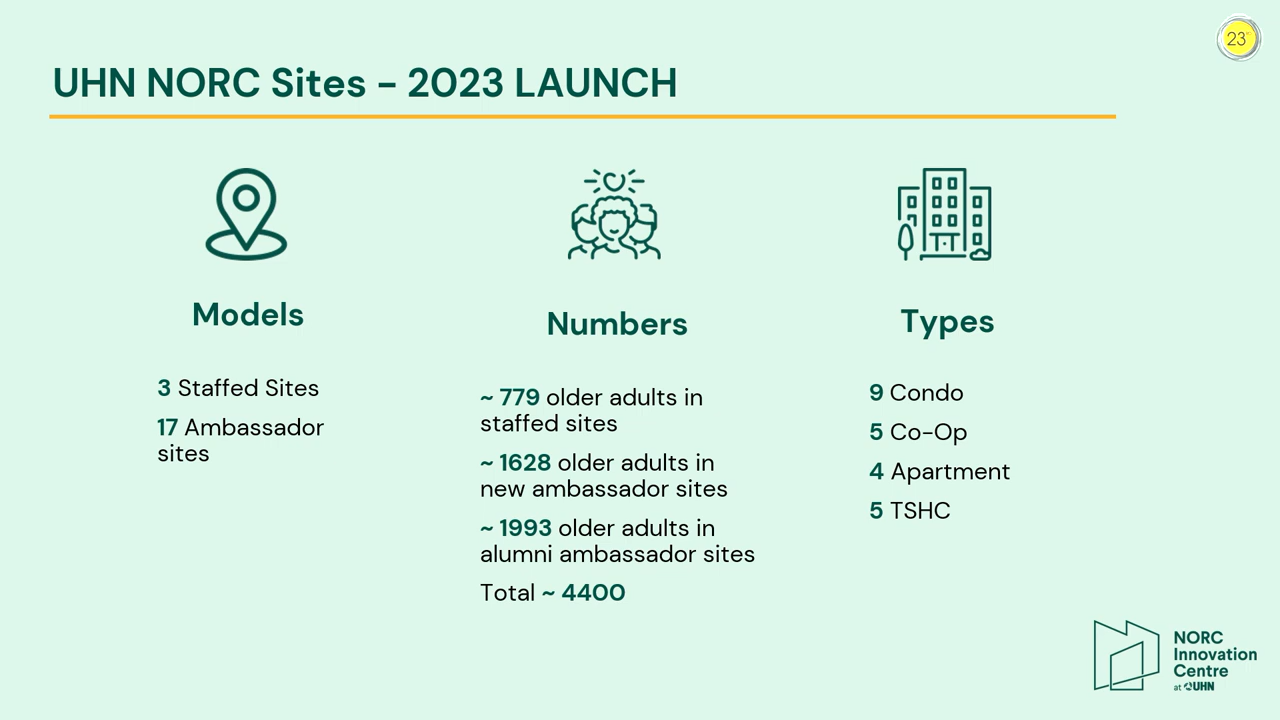 23°
UHN NORC Sites – 2023 LAUNCH
Models
3 Staffed Sites
17 Ambassador
sites
Numbers
~ 779 older adults in
staffed sites
~ 1628 older adults in
new ambassador sites
~ 1993 older adults in
alumni ambassador sites
Total ~ 4400
Types
9 Condo
5 Co-Op
4 Apartment
5 TSHC
NORC
Innovation
Centre
at UHN